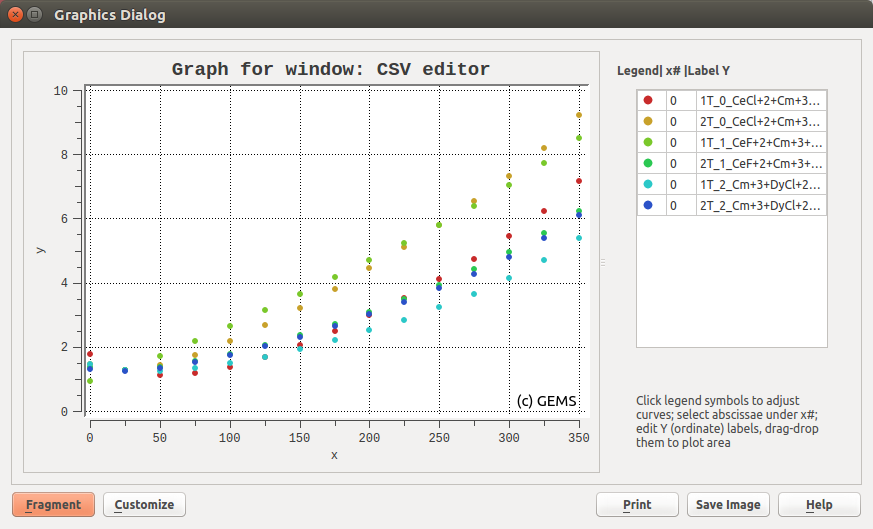 Graphics Dialog
Graph for window: CSV editor
10
8
6
4
2
0
y
0 50 100 150 200 250 300 350
x
(c) GEMS
Legend| x# |Label Y
0 1T_0_CeCl+2+Cm+3...
0 2T_0_CeCl+2+Cm+3...
0 1T_1_CeF+2+Cm+3+...
0 2T_1_CeF+2+Cm+3+...
0 1T_2_Cm+3+DyCl+2...
0 2T_2_Cm+3+DyCl+2...
Click legend symbols to adjust
curves; select abscissae under x#;
edit Y (ordinate) labels, drag-drop
them to plot area
Fragment Customize Print Save Image Help